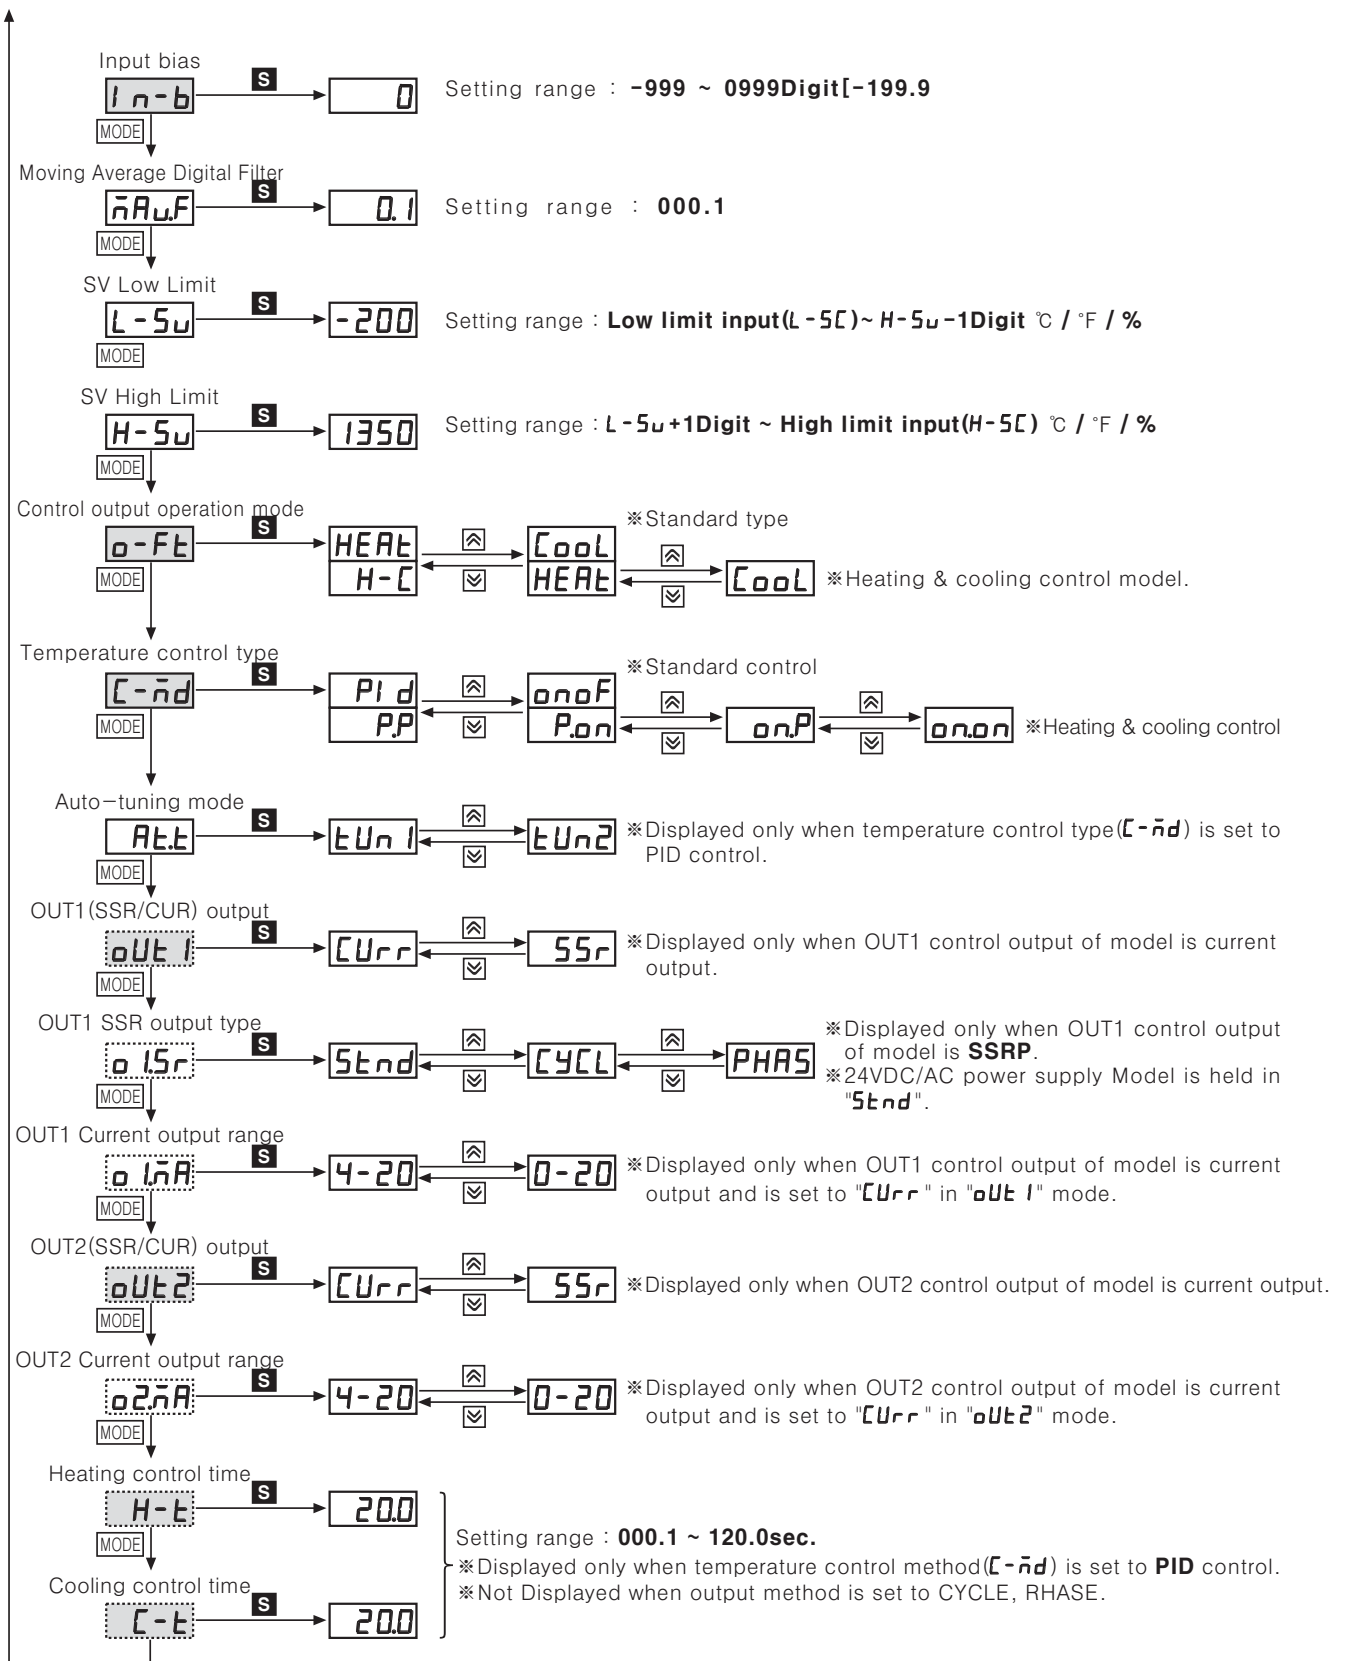 Input bias
In-b S 0 Setting range : -999 ~ 0999Digit[-199.9
MODE
Moving Average Digital Filter
mAv.F S 0.1 Setting range : 000.1
MODE
SV Low Limit
L-Sv S -200 Setting range : Low limit input(L-SC)~ H-Sv-1Digit ℃ / °F / %
MODE
SV High Limit
H-Sv S 1350 Setting range : L-Sv+1Digit ~ High limit input(H-SC) ℃ / °F / %
MODE
Control output operation mode
※Standard type
o-Ft S HEAt CooL
H-C HEAt CooL ※Heating & cooling control model.
MODE
Temperature control type
※Standard control
C-md S PId onoF
P.P P.on on.P on.on ※Heating & cooling control
MODE
Auto-tuning mode
At.t S tUn1 tUn2 ※Displayed only when temperature control type(C-md) is set to
PID control.
MODE
OUT1(SSR/CUR) output
oUt1 S CUrr SSr ※Displayed only when OUT1 control output of model is current
output.
MODE
OUT1 SSR output type
o1.Sr S Stnd CYCL PHAS ※Displayed only when OUT1 control output
of model is SSRP.
※24VDC/AC power supply Model is held in
"Stnd".
MODE
OUT1 Current output range
o1.mA S 4-20 0-20 ※Displayed only when OUT1 control output of model is current
output and is set to "CUrr" in "oUt1" mode.
MODE
OUT2(SSR/CUR) output
oUt2 S CUrr SSr ※Displayed only when OUT2 control output of model is current output.
MODE
OUT2 Current output range
o2.mA S 4-20 0-20 ※Displayed only when OUT2 control output of model is current
output and is set to "CUrr" in "oUt2" mode.
MODE
Heating control time
H-t S 20.0
MODE
Setting range : 000.1 ~ 120.0sec.
※Displayed only when temperature control method(C-md) is set to PID control.
※Not Displayed when output method is set to CYCLE, RHASE.
Cooling control time
C-t S 20.0